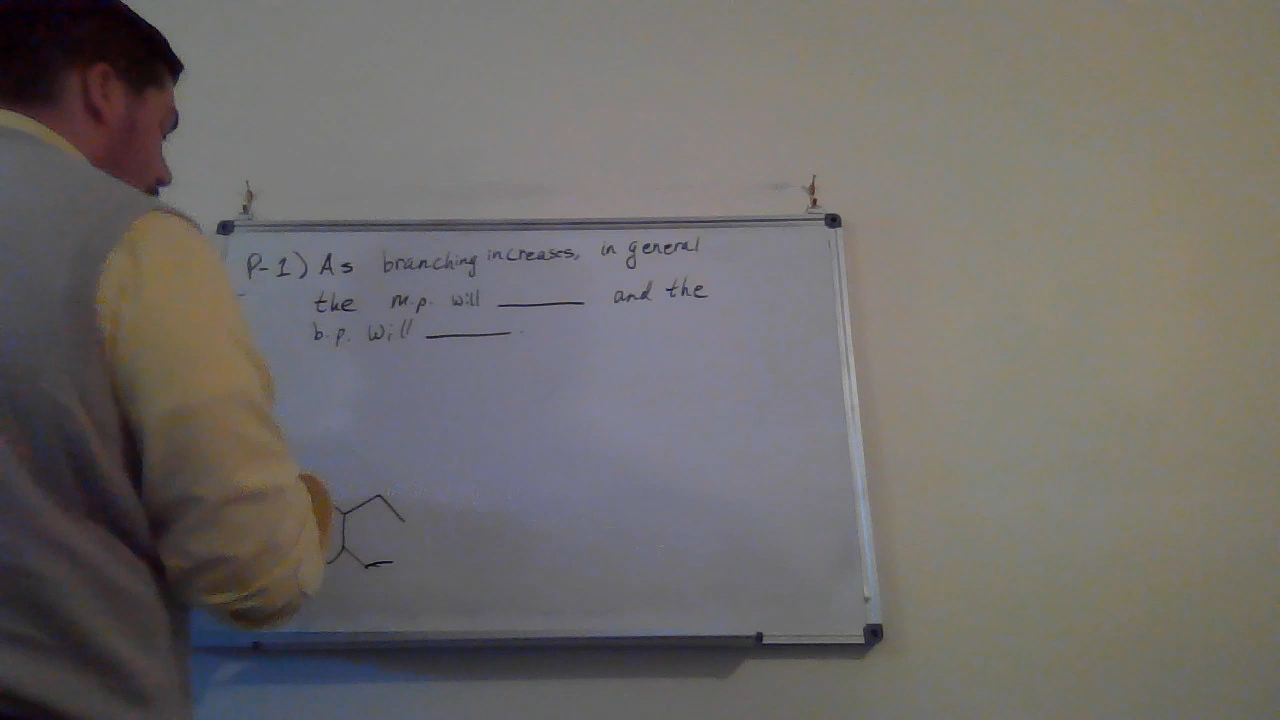 P-1) As branching increases, in general
the m.p. will ______ and the
b.p. will ______.